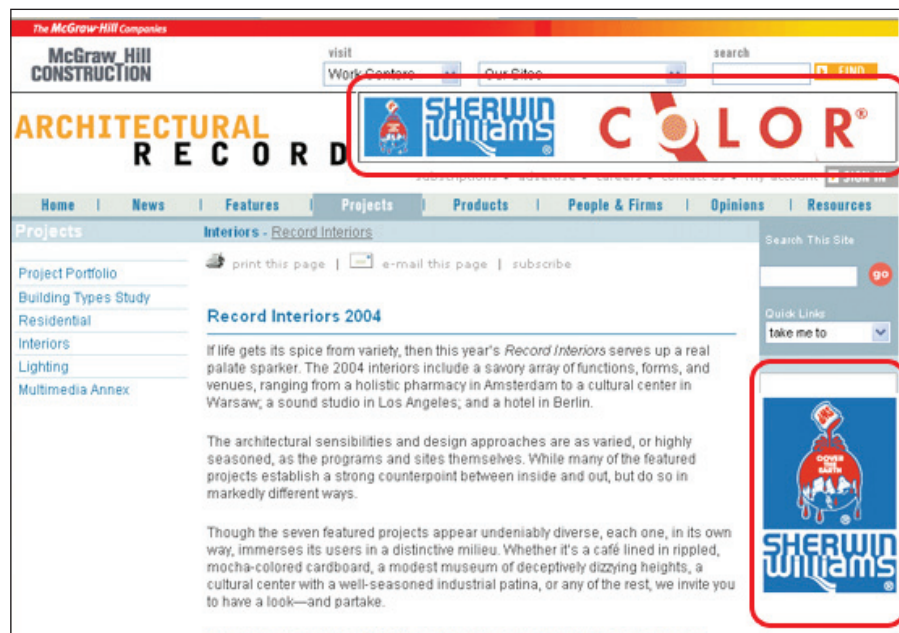 The McGraw-Hill Companies
McGraw Hill
CONSTRUCTION
visit
Work Centers
Our Sites
search
FIND
ARCHITECTURAL
RECORD
SHERWIN
WILLIAMS
®
COLOR®
subscriptions • advertise • careers • contact us • my account SIGN IN
Home | News | Features | Projects | Products | People & Firms | Opinions | Resources
Projects
Project Portfolio
Building Types Study
Residential
Interiors
Lighting
Multimedia Annex
Interiors - Record Interiors
print this page | e-mail this page | subscribe
Record Interiors 2004
If life gets its spice from variety, then this year's Record Interiors serves up a real
palate sparker. The 2004 interiors include a savory array of functions, forms, and
venues, ranging from a holistic pharmacy in Amsterdam to a cultural center in
Warsaw; a sound studio in Los Angeles; and a hotel in Berlin.
The architectural sensibilities and design approaches are as varied, or highly
seasoned, as the programs and sites themselves. While many of the featured
projects establish a strong counterpoint between inside and out, but do so in
markedly different ways.
Though the seven featured projects appear undeniably diverse, each one, in its own
way, immerses its users in a distinctive milieu. Whether it's a café lined in rippled,
mocha-colored cardboard, a modest museum of deceptively dizzying heights, a
cultural center with a well-seasoned industrial patina, or any of the rest, we invite you
to have a look—and partake.
Search This Site
go
Quick Links
take me to
COVER
THE
EARTH
®
SHERWIN
WILLIAMS
®